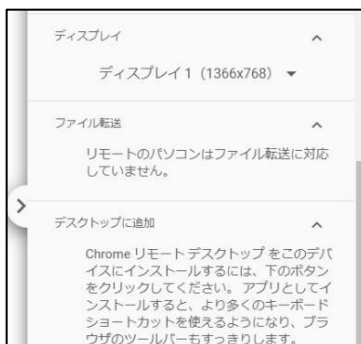 ディスプレイ
ディスプレイ 1（1366x768）
ファイル転送
リモートのパソコンはファイル転送に対応
していません。
デスクトップに追加
Chrome リモート デスクトップ をこのデバ
イスにインストールするには、下のボタン
をクリックしてください。 アプリとしてイ
ンストールすると、より多くのキーボード
ショートカットを使えるようになり、ブラ
ウザのツールバーもすっきりします。